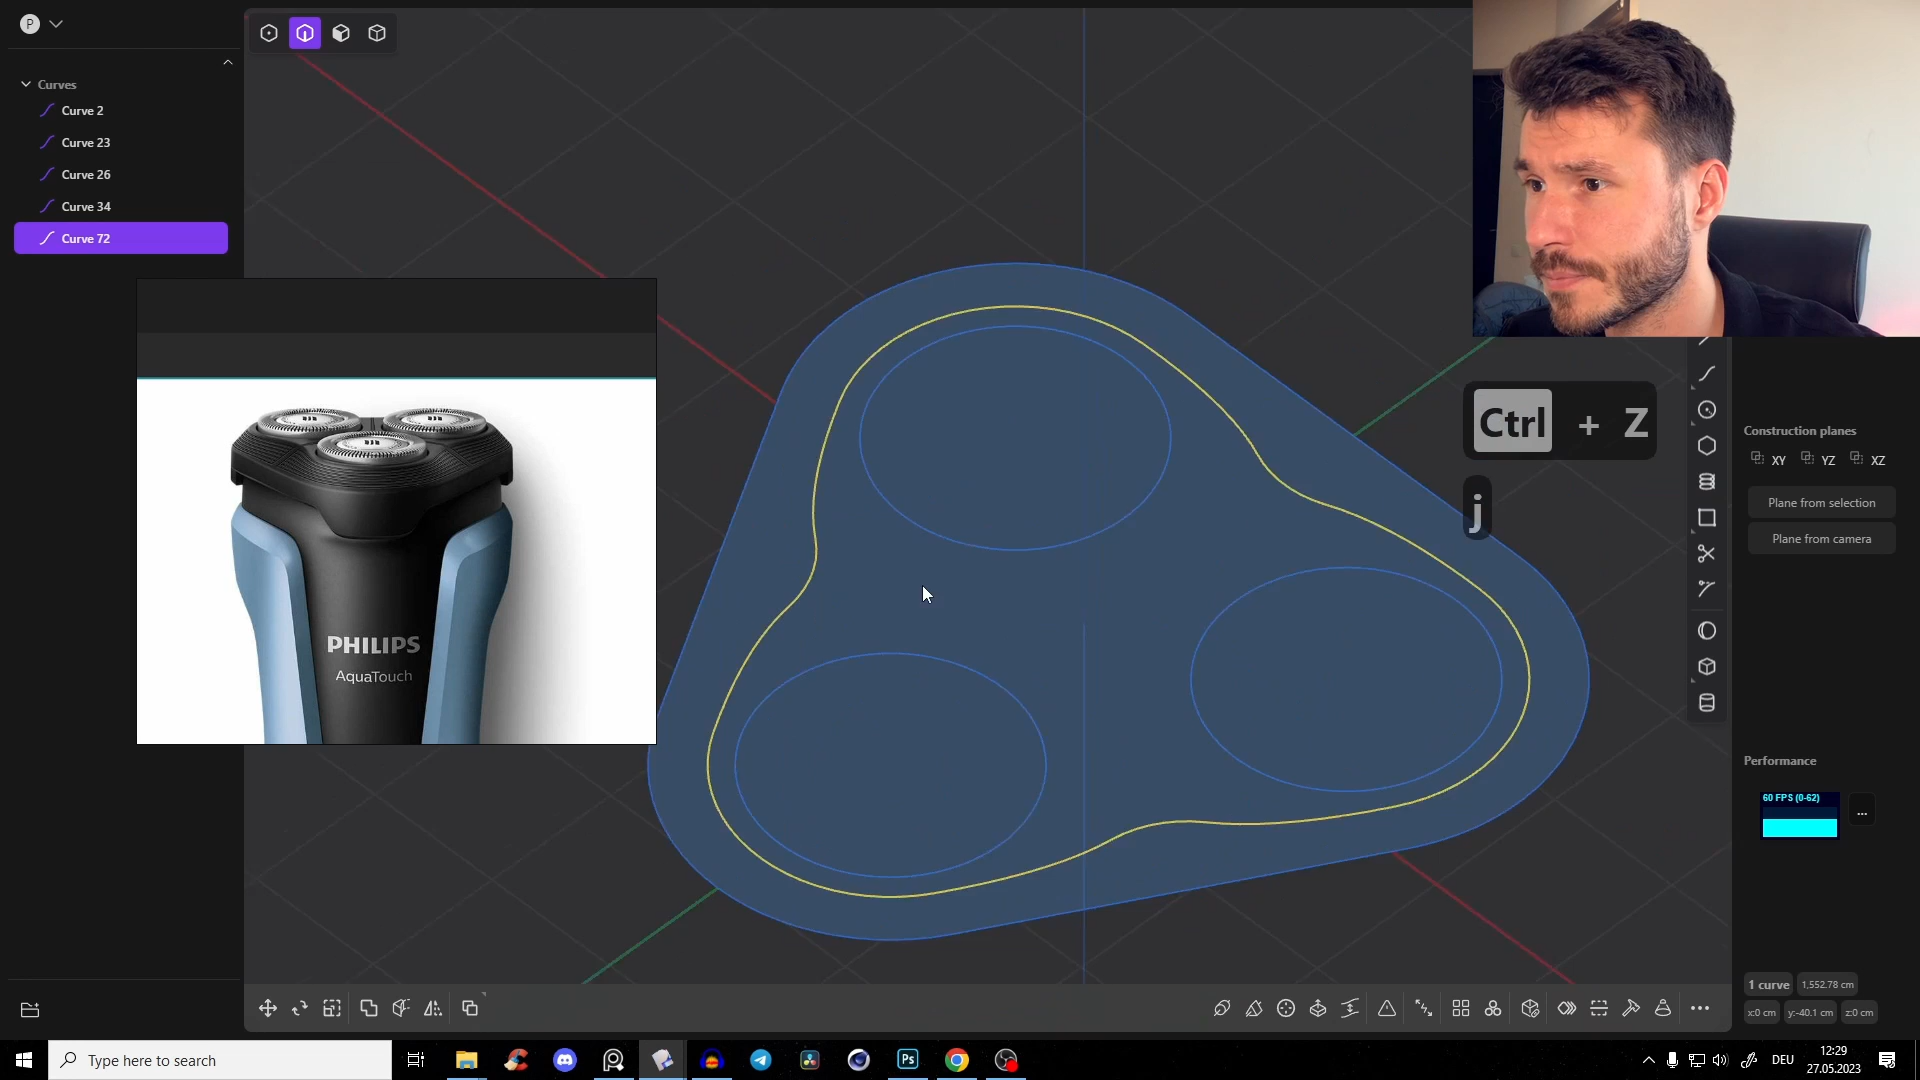 P
Curves
Curve 2
Curve 23
Curve 26
Curve 34
Curve 72
PHILIPS
AquaTouch
Ctrl + Z
j
Construction planes
XY YZ XZ
Plane from selection
Plane from camera
Performance
60 FPS (0-62)
...
1 curve 1,552.78 cm
x:0 cm y:-40.1 cm z:0 cm
Type here to search
Ps
DEU
12:29
27.05.2023